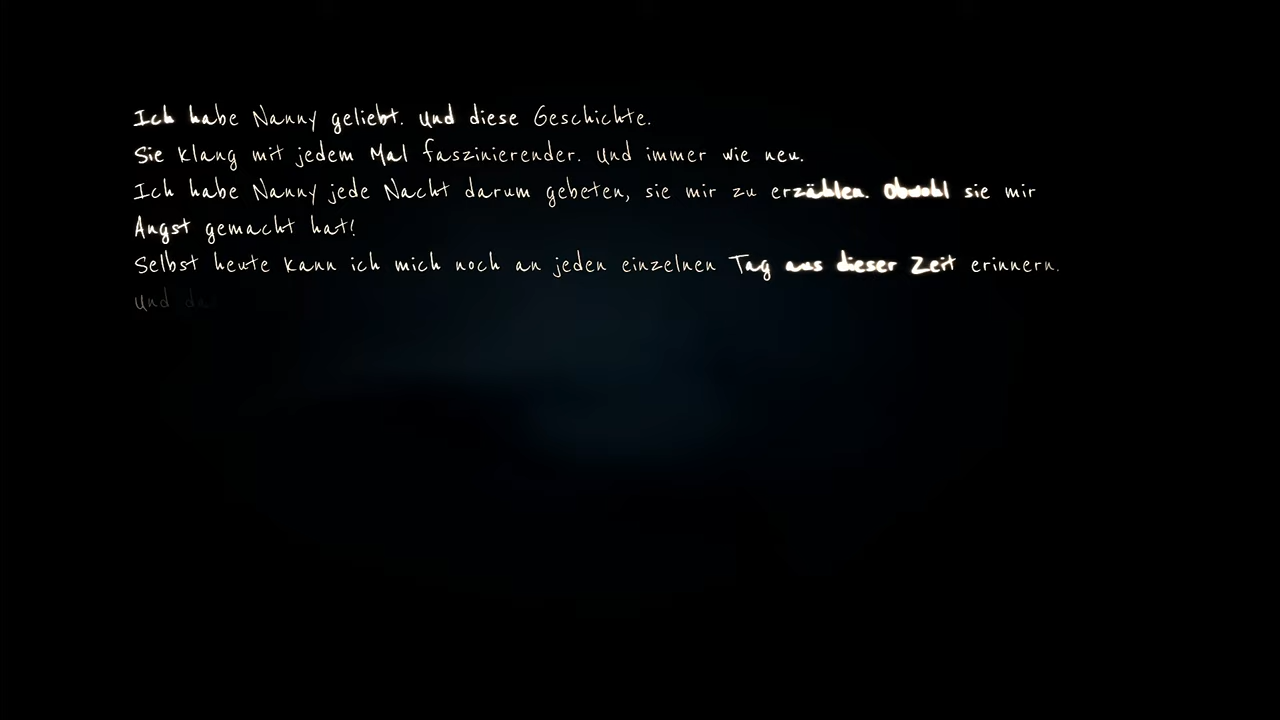 Ich habe Nanny geliebt. Und diese Geschichte.
Sie klang mit jedem Mal faszinierender. Und immer wie neu.
Ich habe Nanny jede Nacht darum gebeten, sie mir zu erzählen. Obwohl sie mir
Angst gemacht hat!
Selbst heute kann ich mich noch an jeden einzelnen Tag aus dieser Zeit erinnern.
Und